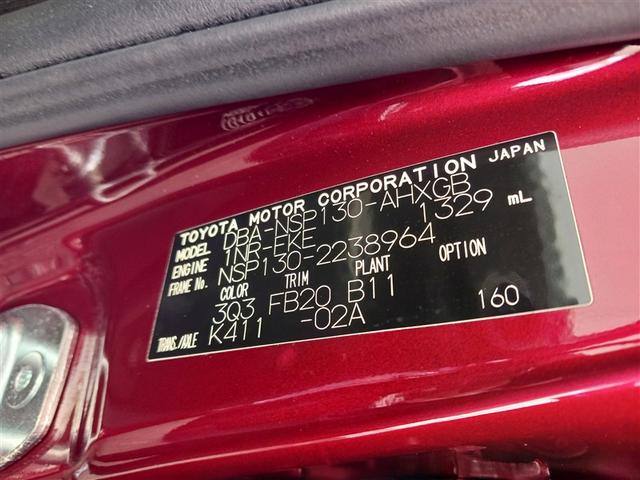 TOYOTA MOTOR CORPORATION JAPAN
MODEL DBA-NSP130-AHXGB
ENGINE 1NR-FKE 1329 mL
FRAME No. NSP130-2238964
COLOR TRIM PLANT OPTION
3Q3 FB20 B11
TRANS./AXLE K411 -02A 160